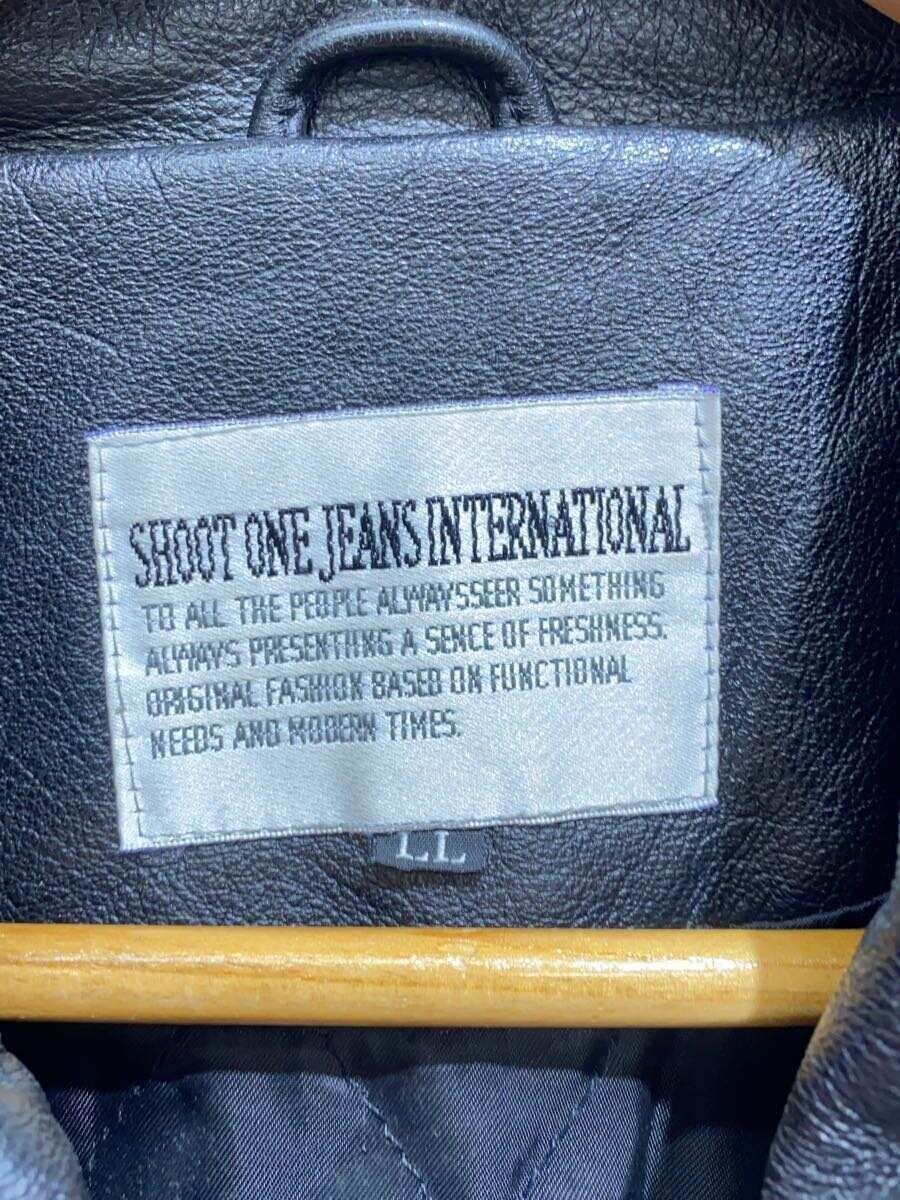 SHOOT ONE JEANS INTERNATIONAL
TO ALL THE PEOPLE ALWAYSSEER SOMETHING
ALWAYS PRESENTING A SENCE OF FRESHNESS.
ORIGINAL FASHION BASED ON FUNCTIONAL
NEEDS AND MODERN TIMES.
LL